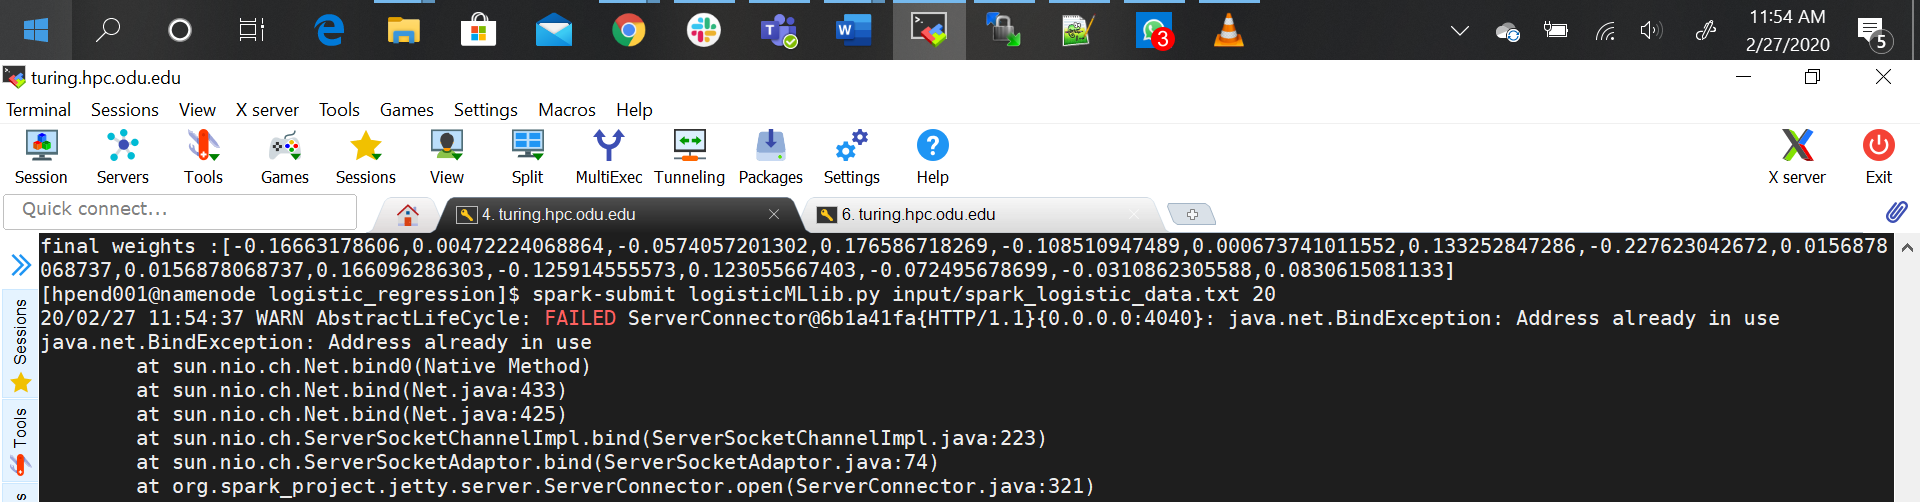 11:54 AM
2/27/2020
3
5
turing.hpc.odu.edu
Terminal Sessions View X server Tools Games Settings Macros Help
Session Servers Tools Games Sessions View Split MultiExec Tunneling Packages Settings Help X server Exit
Quick connect...
4. turing.hpc.odu.edu
6. turing.hpc.odu.edu
Sessions
Tools
final weights :[-0.16663178606,0.00472224068864,-0.0574057201302,0.176586718269,-0.108510947489,0.000673741011552,0.133252847286,-0.227623042672,0.0156878
068737,0.0156878068737,0.166096286303,-0.125914555573,0.123055667403,-0.072495678699,-0.0310862305588,0.0830615081133]
[hpend001@namenode logistic_regression]$ spark-submit logisticMLlib.py input/spark_logistic_data.txt 20
20/02/27 11:54:37 WARN AbstractLifeCycle: FAILED ServerConnector@6b1a41fa{HTTP/1.1}{0.0.0.0:4040}: java.net.BindException: Address already in use
java.net.BindException: Address already in use
at sun.nio.ch.Net.bind0(Native Method)
at sun.nio.ch.Net.bind(Net.java:433)
at sun.nio.ch.Net.bind(Net.java:425)
at sun.nio.ch.ServerSocketChannelImpl.bind(ServerSocketChannelImpl.java:223)
at sun.nio.ch.ServerSocketAdaptor.bind(ServerSocketAdaptor.java:74)
at org.spark_project.jetty.server.ServerConnector.open(ServerConnector.java:321)